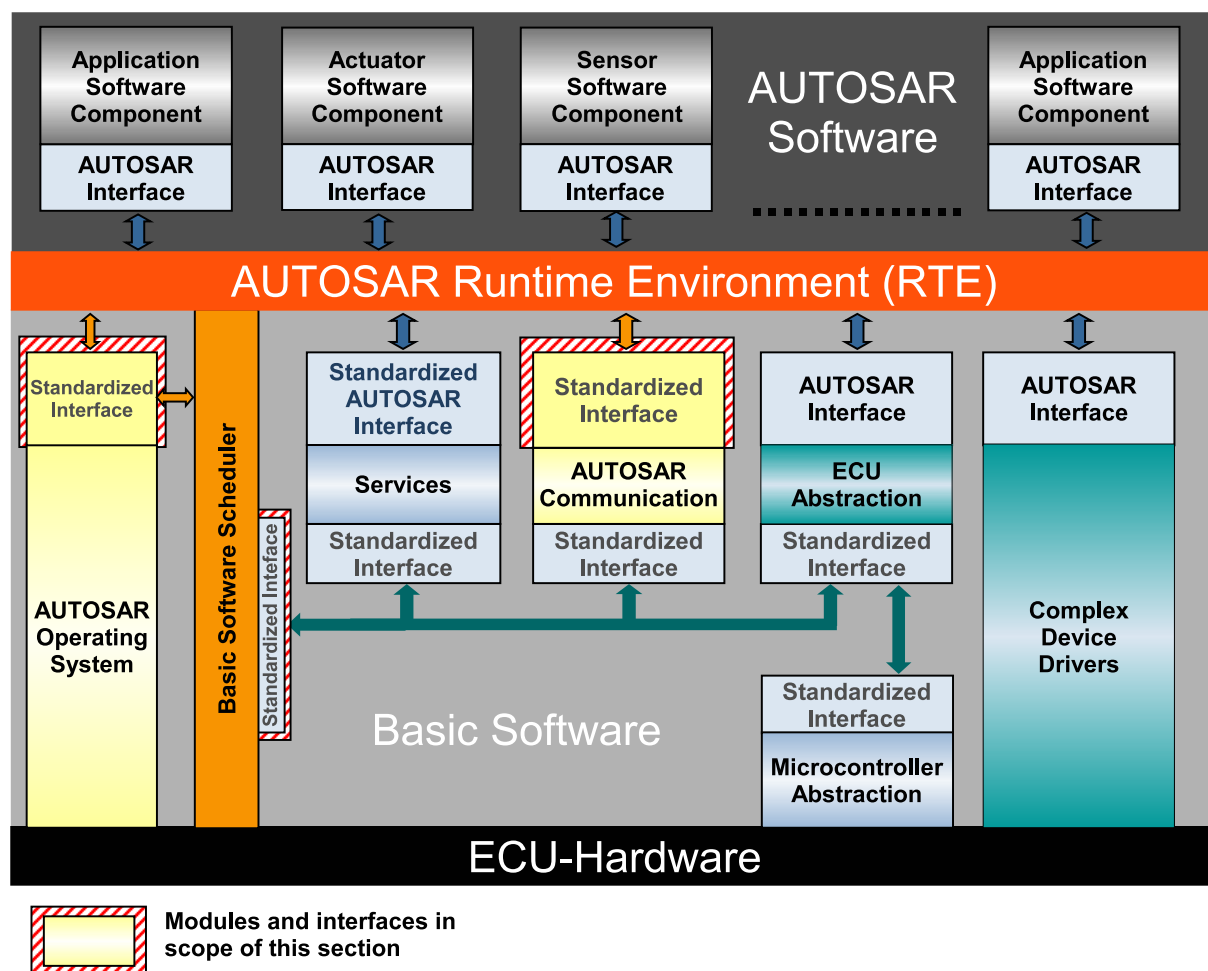 Application
Software
Component
AUTOSAR
Interface
Actuator
Software
Component
AUTOSAR
Interface
Sensor
Software
Component
AUTOSAR
Interface
AUTOSAR
Software
Application
Software
Component
AUTOSAR
Interface
AUTOSAR Runtime Environment (RTE)
Standardized
Interface
AUTOSAR
Operating
System
Basic Software Scheduler
Standardized Inteface
Standardized
AUTOSAR
Interface
Services
Standardized
Interface
Standardized
Interface
AUTOSAR
Communication
Standardized
Interface
AUTOSAR
Interface
ECU
Abstraction
Standardized
Interface
Standardized
Interface
Microcontroller
Abstraction
AUTOSAR
Interface
Complex
Device
Drivers
Basic Software
ECU-Hardware
Modules and interfaces in
scope of this section